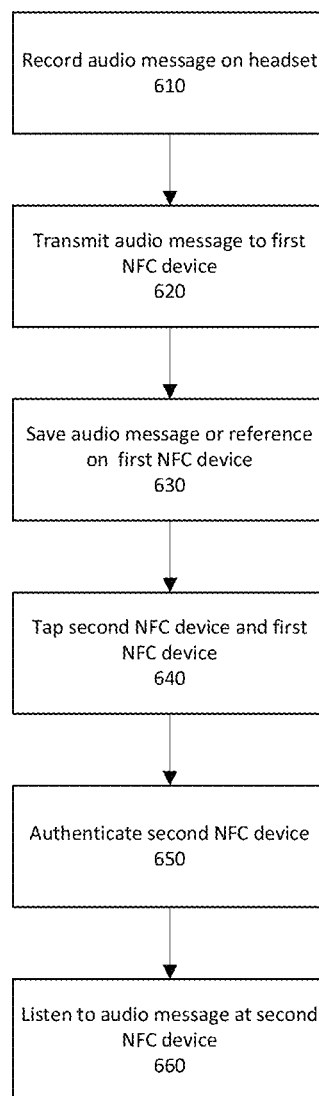 Record audio message on headset
610
Transmit audio message to first
NFC device
620
Save audio message or reference
on first NFC device
630
Tap second NFC device and first
NFC device
640
Authenticate second NFC device
650
Listen to audio message at second
NFC device
660